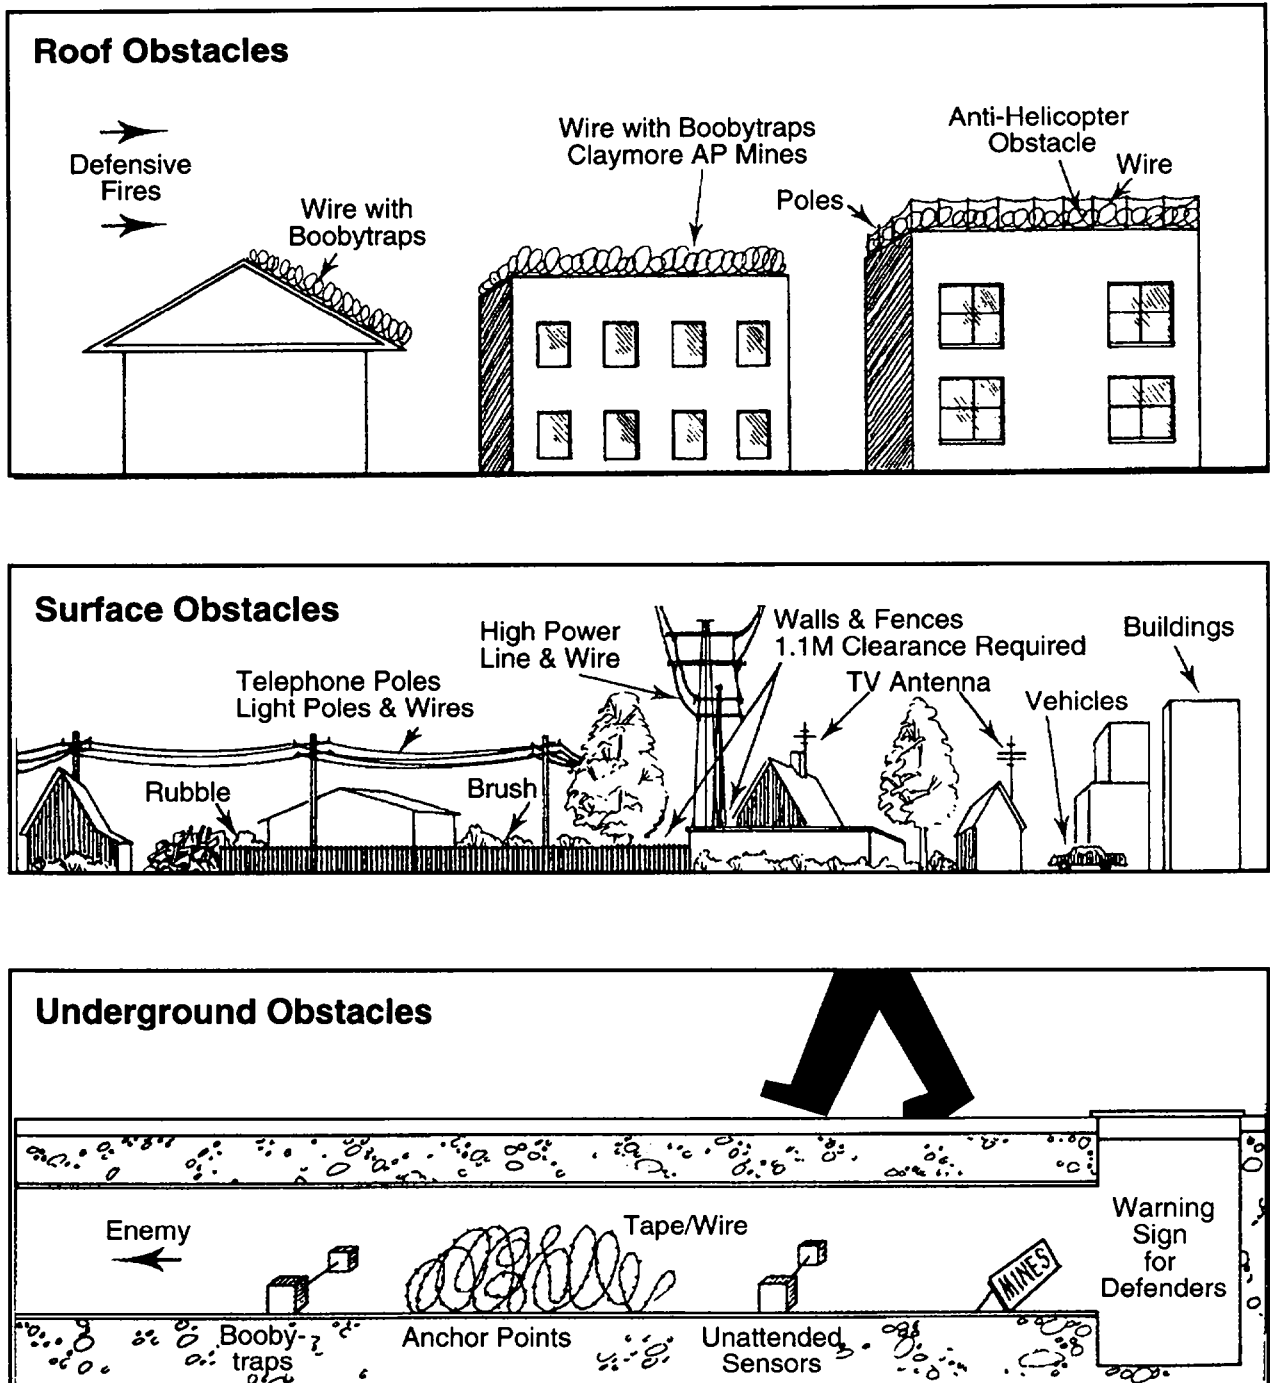 Roof Obstacles
Defensive
Fires
Wire with
Boobytraps
Wire with Boobytraps
Claymore AP Mines
Anti-Helicopter
Obstacle
Wire
Poles
Surface Obstacles
Telephone Poles
Light Poles & Wires
High Power
Line & Wire
Walls & Fences
1.1M Clearance Required
TV Antenna
Vehicles
Buildings
Rubble
Brush
Underground Obstacles
Enemy
Tape/Wire
MINES
Warning
Sign
for
Defenders
Booby-
traps
Anchor Points
Unattended
Sensors